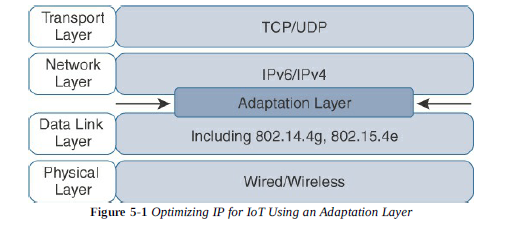 Transport
Layer
TCP/UDP
Network
Layer
IPv6/IPv4
Adaptation Layer
Data Link
Layer
Including 802.14.4g, 802.15.4e
Physical
Layer
Wired/Wireless
Figure 5-1 Optimizing IP for IoT Using an Adaptation Layer